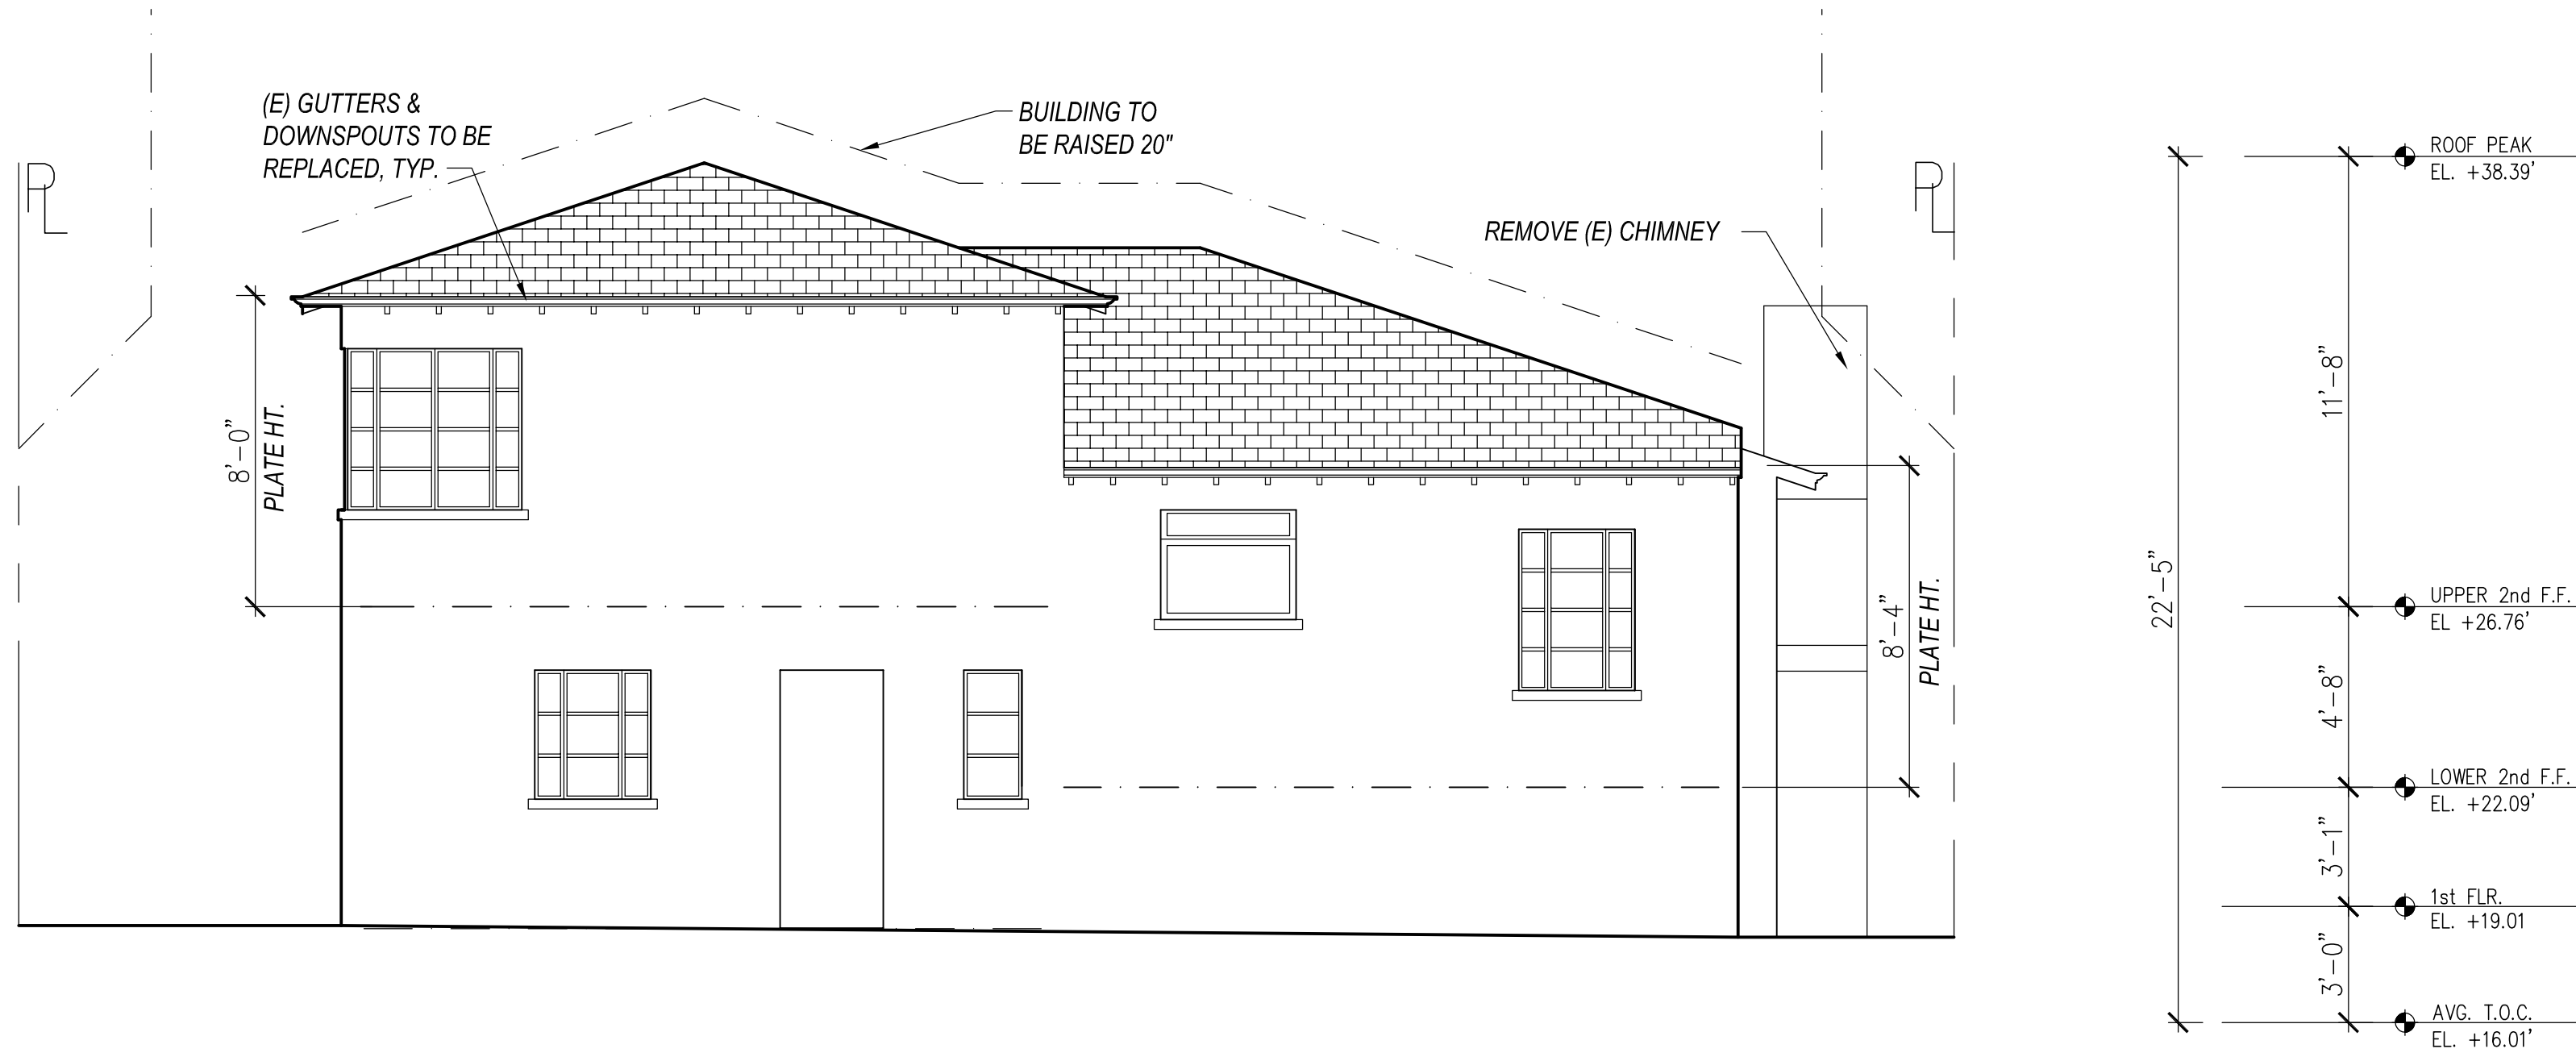 (E) GUTTERS &
DOWNSPOUTS TO BE
REPLACED, TYP.
BUILDING TO
BE RAISED 20"
REMOVE (E) CHIMNEY
PL
PL
8'-0"
PLATE HT.
8'-4"
PLATE HT.
22'-5"
11'-8"
4'-8"
3'-1"
3'-0"
ROOF PEAK
EL. +38.39'
UPPER 2nd F.F.
EL +26.76'
LOWER 2nd F.F.
EL. +22.09'
1st FLR.
EL. +19.01
AVG. T.O.C.
EL. +16.01'